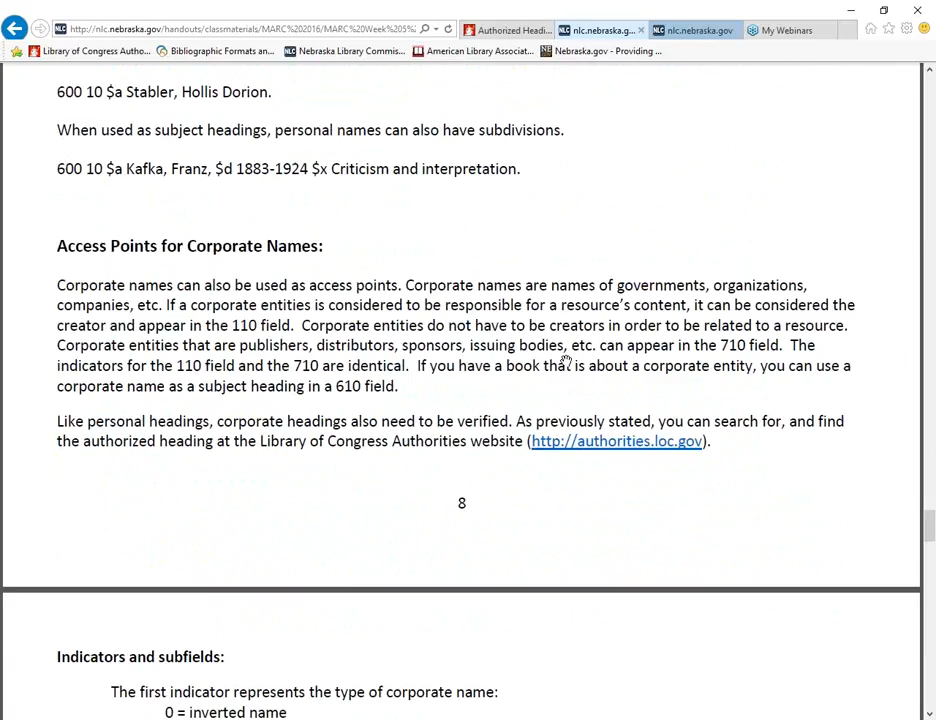 http://nlc.nebraska.gov/handouts/classmaterials/MARC%202016/MARC%20Week%205%2
Authorized Headi...
nlc.nebraska.g...
nlc.nebraska.gov
My Webinars
Library of Congress Autho...
Bibliographic Formats an...
Nebraska Library Commis...
American Library Associat...
Nebraska.gov - Providing ...
600 10 $a Stabler, Hollis Dorion.
When used as subject headings, personal names can also have subdivisions.
600 10 $a Kafka, Franz, $d 1883-1924 $x Criticism and interpretation.
Access Points for Corporate Names:
Corporate names can also be used as access points. Corporate names are names of governments, organizations,
companies, etc. If a corporate entities is considered to be responsible for a resource's content, it can be considered the
creator and appear in the 110 field.  Corporate entities do not have to be creators in order to be related to a resource.
Corporate entities that are publishers, distributors, sponsors, issuing bodies, etc. can appear in the 710 field.  The
indicators for the 110 field and the 710 are identical.  If you have a book that is about a corporate entity, you can use a
corporate name as a subject heading in a 610 field.
Like personal headings, corporate headings also need to be verified. As previously stated, you can search for, and find
the authorized heading at the Library of Congress Authorities website (http://authorities.loc.gov).
8
Indicators and subfields:
The first indicator represents the type of corporate name:
0 = inverted name